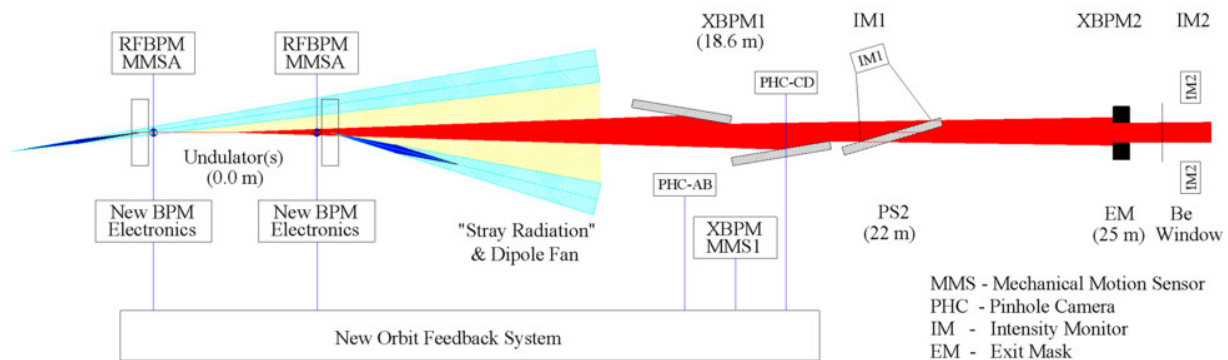 XBPM1
(18.6 m)
IM1
XBPM2
IM2
RFBPM
MMSA
RFBPM
MMSA
IM1
PHC-CD
IM2
Undulator(s)
(0.0 m)
PHC-AB
IM2
New BPM
Electronics
New BPM
Electronics
"Stray Radiation"
& Dipole Fan
XBPM
MMS1
PS2
(22 m)
EM
(25 m)
Be
Window
MMS - Mechanical Motion Sensor
PHC - Pinhole Camera
IM - Intensity Monitor
EM - Exit Mask
New Orbit Feedback System